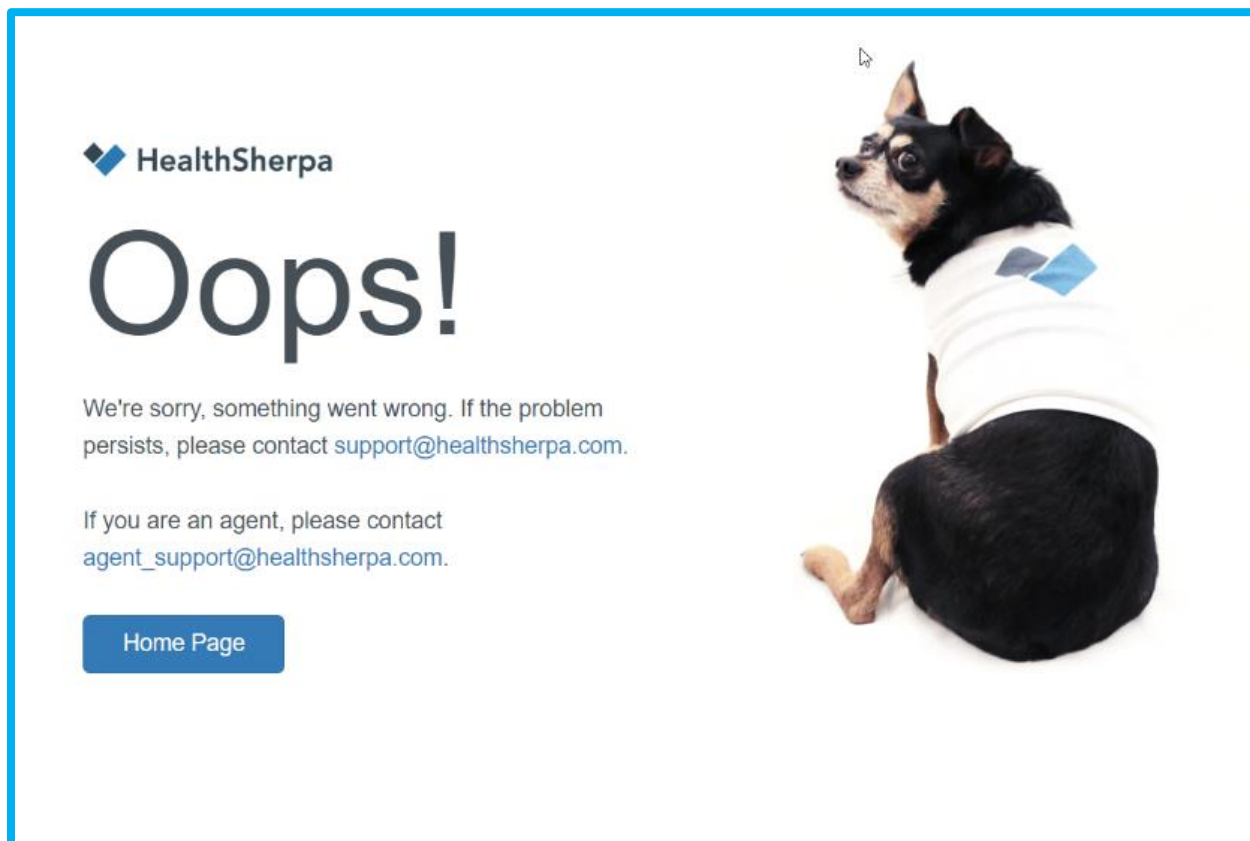 HealthSherpa
Oops!
We're sorry, something went wrong. If the problem
persists, please contact support@healthsherpa.com.
If you are an agent, please contact
agent_support@healthsherpa.com.
Home Page